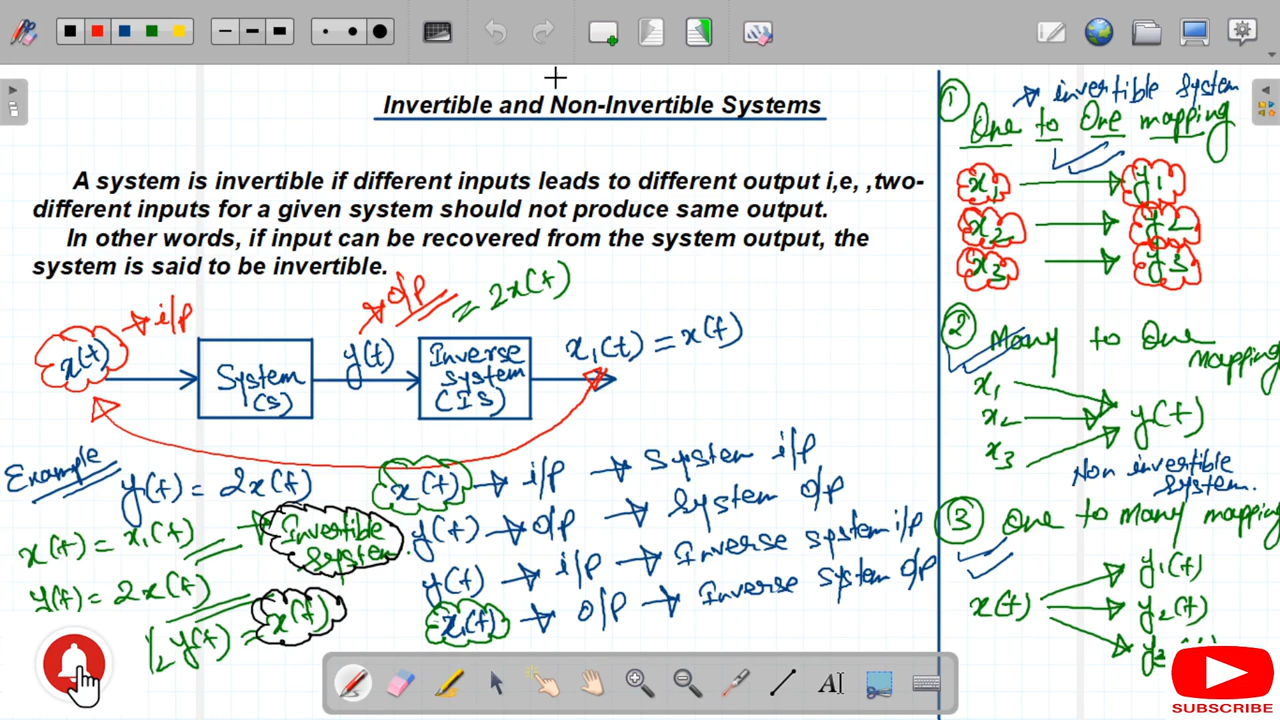 Invertible and Non-Invertible Systems
A system is invertible if different inputs leads to different output i,e, ,two-
different inputs for a given system should not produce same output.
In other words, if input can be recovered from the system output, the
system is said to be invertible.
x(t) → i/p
System
(S)
y(t) → o/p = 2x(t)
Inverse
system
(IS)
x₁(t) = x(t)
Example
y(t) = 2x(t)
x(t) = x₁(t) → Invertible
system.
y(t) = 2x(t)
1/2 y(t) = x(t)
x(t) → i/p → System i/p
y(t) → o/p → System o/p
y(t) → i/p → Inverse system i/p
x₁(t) → o/p → Inverse system o/p
① → invertible System
One to One mapping
x₁ → y1
x2 → y2
x3 → y3
② Many to One
mapping
x₁
x2 → y(t)
x3
Non invertible
system.
③ One to Many mapping
y₁(t)
x(t) → y2(t)
AI
SUBSCRIBE